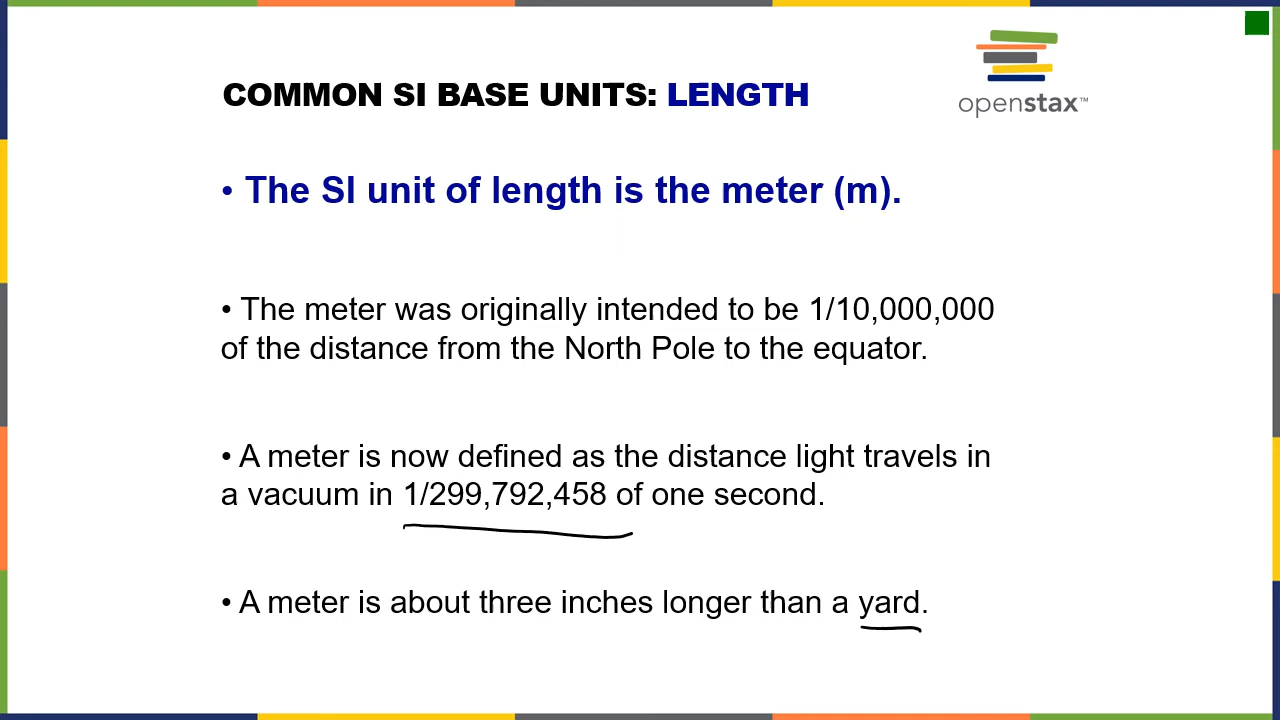 openstax™
COMMON SI BASE UNITS: LENGTH
• The SI unit of length is the meter (m).
• The meter was originally intended to be 1/10,000,000
of the distance from the North Pole to the equator.
• A meter is now defined as the distance light travels in
a vacuum in 1/299,792,458 of one second.
• A meter is about three inches longer than a yard.